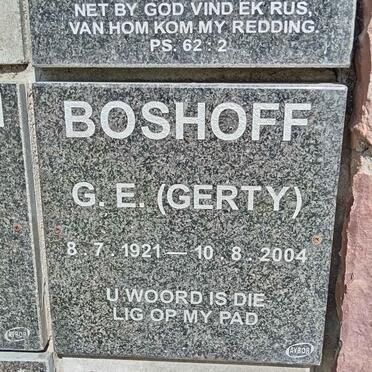 NET BY GOD VIND EK RUS,
VAN HOM KOM MY REDDING.
PS. 62 : 2
BOSHOFF
G. E. (GERTY)
8 . 7 . 1921 — 10 . 8 . 2004
U WOORD IS DIE
LIG OP MY PAD